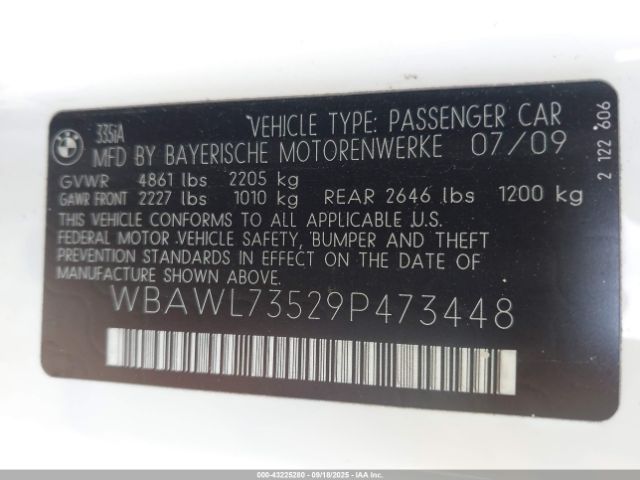 BMW
335iA
VEHICLE TYPE: PASSENGER CAR
MFD BY BAYERISCHE MOTORENWERKE 07/09
GVWR 4861 lbs 2205 kg
GAWR FRONT 2227 lbs 1010 kg REAR 2646 lbs 1200 kg
THIS VEHICLE CONFORMS TO ALL APPLICABLE U.S.
FEDERAL MOTOR VEHICLE SAFETY, BUMPER AND THEFT
PREVENTION STANDARDS IN EFFECT ON THE DATE OF
MANUFACTURE SHOWN ABOVE.
WBAWL73529P473448
2 122 606
000-43225280 - 09/18/2025 - IAAI.COM